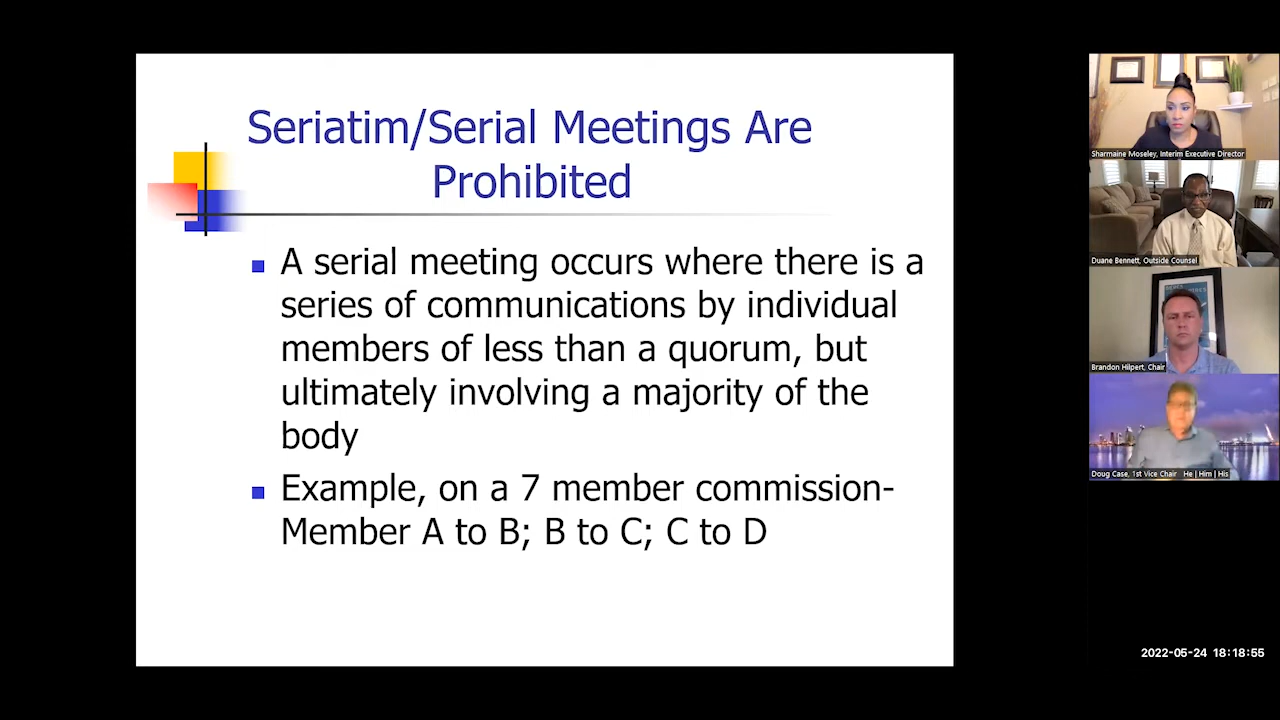 Seriatim/Serial Meetings Are
Prohibited
A serial meeting occurs where there is a
series of communications by individual
members of less than a quorum, but
ultimately involving a majority of the
body
Example, on a 7 member commission-
Member A to B; B to C; C to D
Sharmaine Moseley, Interim Executive Director
Duane Bennett, Outside Counsel
Brandon Hilpert, Chair
Doug Case, 1st Vice Chair He | Him | His
2022-05-24 18:18:55